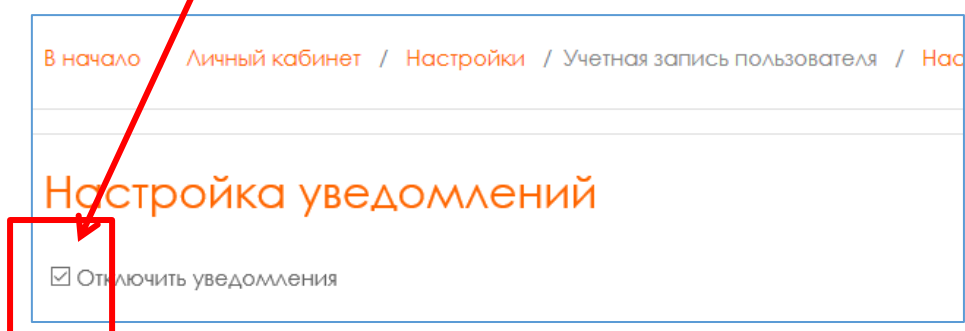 В начало / Личный кабинет / Настройки / Учетная запись пользователя / Нас
Настройка уведомлений
Отключить уведомления